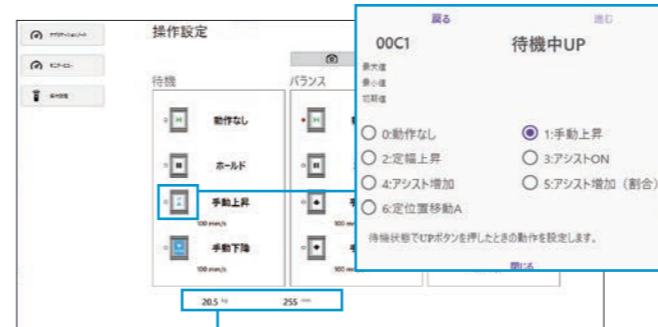 操作設定
待機
バランス
動作なし
ホールド
手動上昇
100 mm/s
手動下降
100 mm/s
20.5 kg
255 mm
戻る
進む
00C1
待機中UP
最大値
最小値
初期値
0:動作なし
1:手動上昇
2:定幅上昇
3:アシストON
4:アシスト増加
5:アシスト増加（割合）
6:定位置移動A
待機状態でUPボタンを押したときの動作を設定します。
閉じる